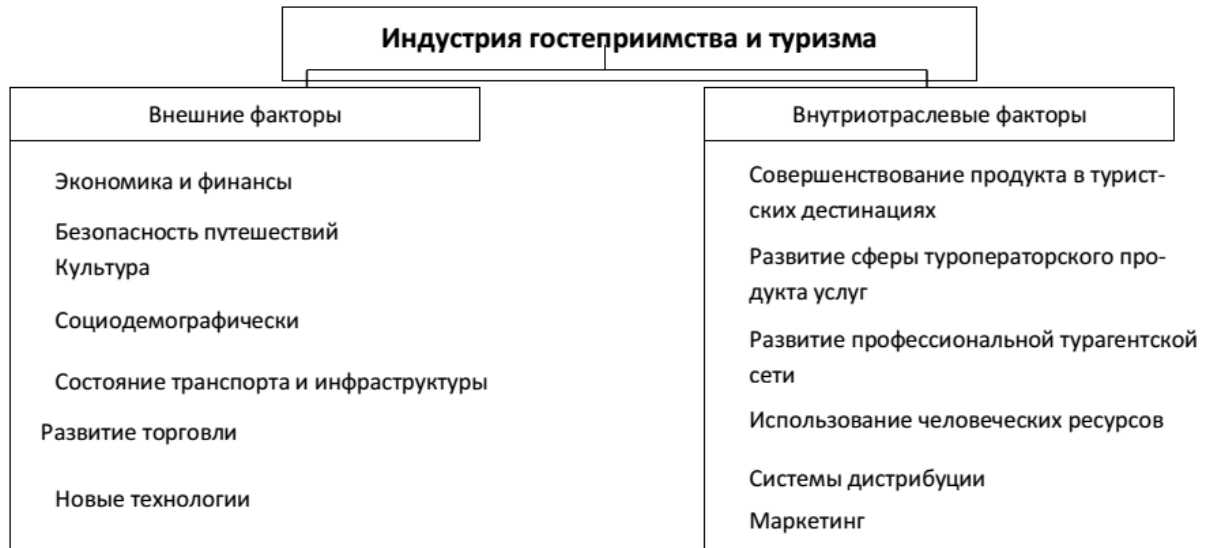 Индустрия гостеприимства и туризма
Внешние факторы
Экономика и финансы
Безопасность путешествий
Культура
Социодемографически
Состояние транспорта и инфраструктуры
Развитие торговли
Новые технологии
Внутриотраслевые факторы
Совершенствование продукта в турист-
ских дестинациях
Развитие сферы туроператорского про-
дукта услуг
Развитие профессиональной турагентской
сети
Использование человеческих ресурсов
Системы дистрибуции
Маркетинг